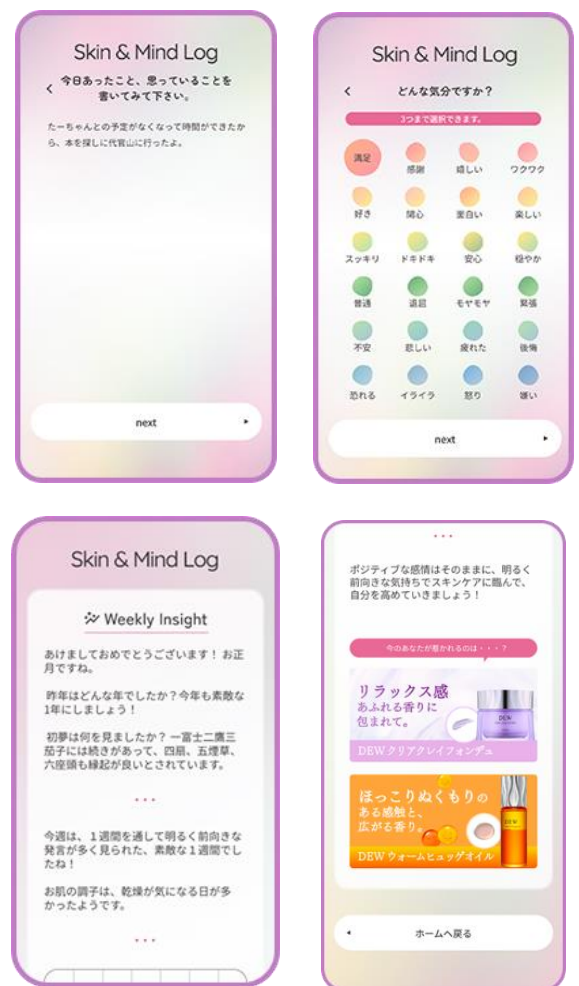 Skin & Mind Log
今日あったこと、思っていることを
書いてみて下さい。
たーちゃんとの予定がなくなって時間ができたか
ら、本を探しに代官山に行ったよ。
next
Skin & Mind Log
どんな気分ですか？
3つまで選択できます。
満足 感謝 嬉しい ワクワク
好き 関心 面白い 楽しい
スッキリ ドキドキ 安心 穏やか
普通 退屈 モヤモヤ 緊張
不安 悲しい 疲れた 後悔
恐れる イライラ 怒り 嫌い
next
Skin & Mind Log
Weekly Insight
あけましておめでとうございます！ お正
月ですね。
昨年はどんな年でしたか？今年も素敵な
1年にしましょう！
初夢は何を見ましたか？ 一富士二鷹三
茄子には続きがあって、四扇、五煙草、
六座頭も縁起が良いとされています。
今週は、１週間を通して明るく前向きな
発言が多く見られた、素敵な１週間でし
たね！
お肌の調子は、乾燥が気になる日が多
かったようです。
ポジティブな感情はそのままに、明るく
前向きな気持ちでスキンケアに臨んで、
自分を高めていきましょう！
今のあなたが惹かれるのは・・・？
リラックス感
あふれる香りに
包まれて。
DEW
DEWクリアクレイフォンデュ
ほっこりぬくもりの
ある感触と、
広がる香り。
DEW
DEWウォームヒュッゲオイル
ホームへ戻る